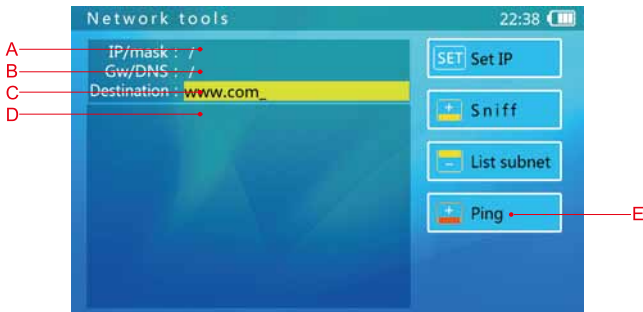 Network tools 22:38
A IP/mask : /
B Gw/DNS : /
C Destination : www.com_
D
SET Set IP
+ Sniff
- List subnet
+ Ping E